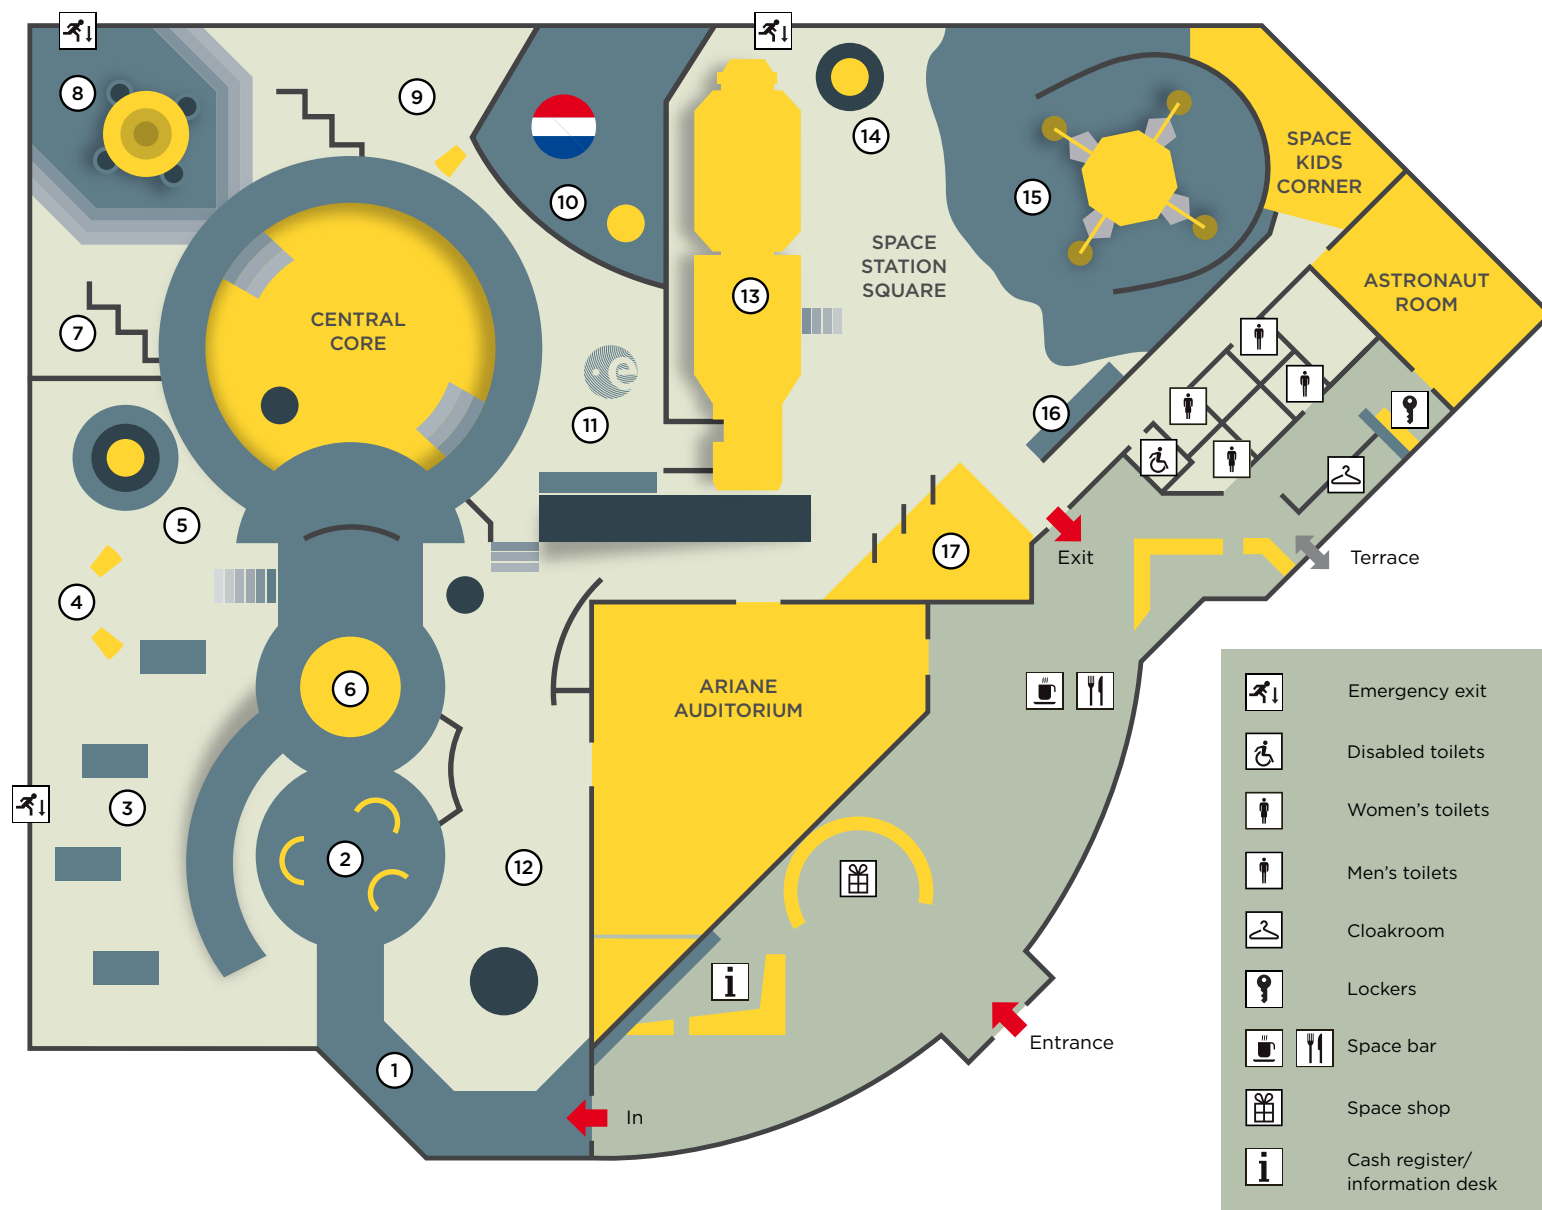 8
9
10
14
15
SPACE
KIDS
CORNER
SPACE
STATION
SQUARE
ASTRONAUT
ROOM
13
CENTRAL
CORE
7
11
16
5
17
Exit
Terrace
4
6
ARIANE
AUDITORIUM
3
2
12
i
1
In
Entrance
Emergency exit
Disabled toilets
Women’s toilets
Men’s toilets
Cloakroom
Lockers
Space bar
Space shop
i
Cash register/
information desk